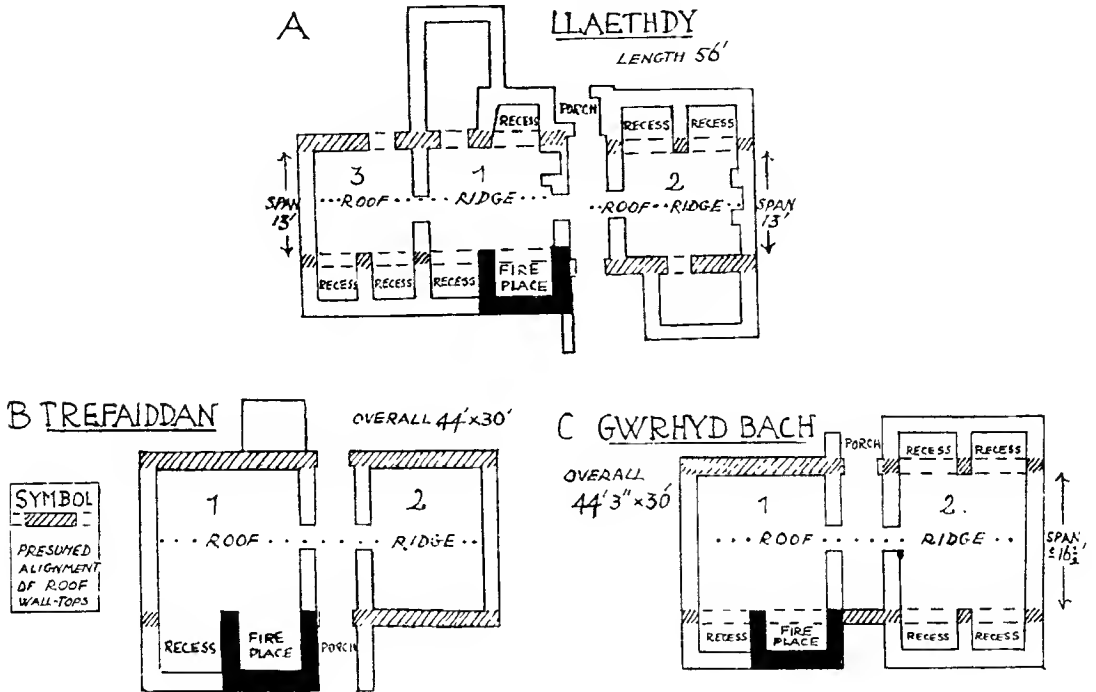 A
LLAETHDY
LENGTH 56'
PORCH
RECESS
RECESS RECESS
3 1 2
ROOF RIDGE ROOF RIDGE
SPAN
13'
SPAN
13'
RECESS RECESS RECESS
FIRE
PLACE
B TREFAIDDAN
OVERALL 44'×30'
1 2
ROOF RIDGE
RECESS
FIRE
PLACE
PORCH
SYMBOL
PRESUMED
ALIGNMENT
OF ROOF
WALL-TOPS
C GWRHYD BACH
PORCH
OVERALL
44'3"×30'
RECESS RECESS
1 2.
ROOF RIDGE
SPAN
RECESS
FIRE
PLACE
RECESS RECESS